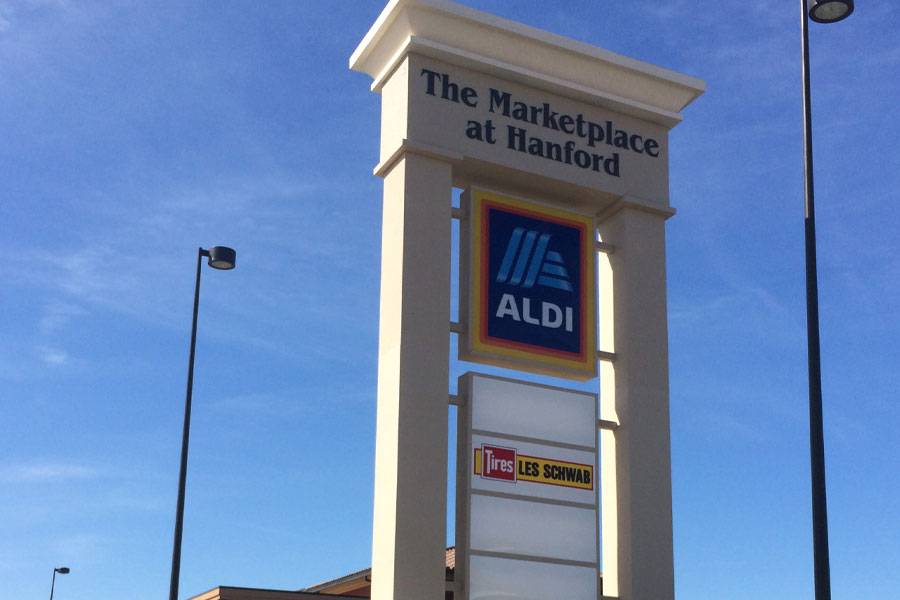 The Marketplace
at Hanford
ALDI
Tires LES SCHWAB